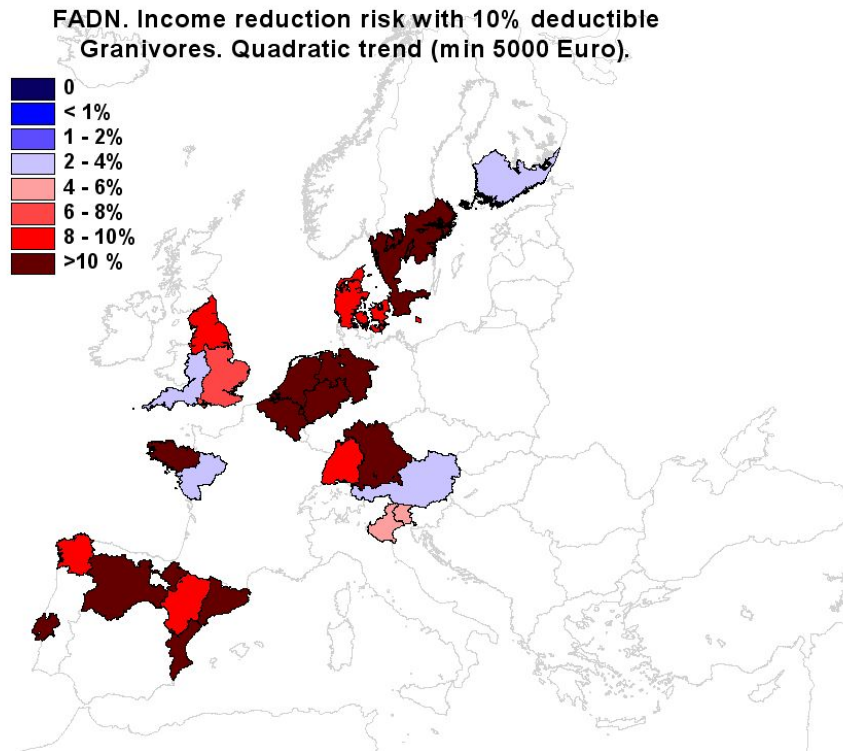 FADN. Income reduction risk with 10% deductible
Granivores. Quadratic trend (min 5000 Euro).
0
< 1%
1 - 2%
2 - 4%
4 - 6%
6 - 8%
8 - 10%
>10 %